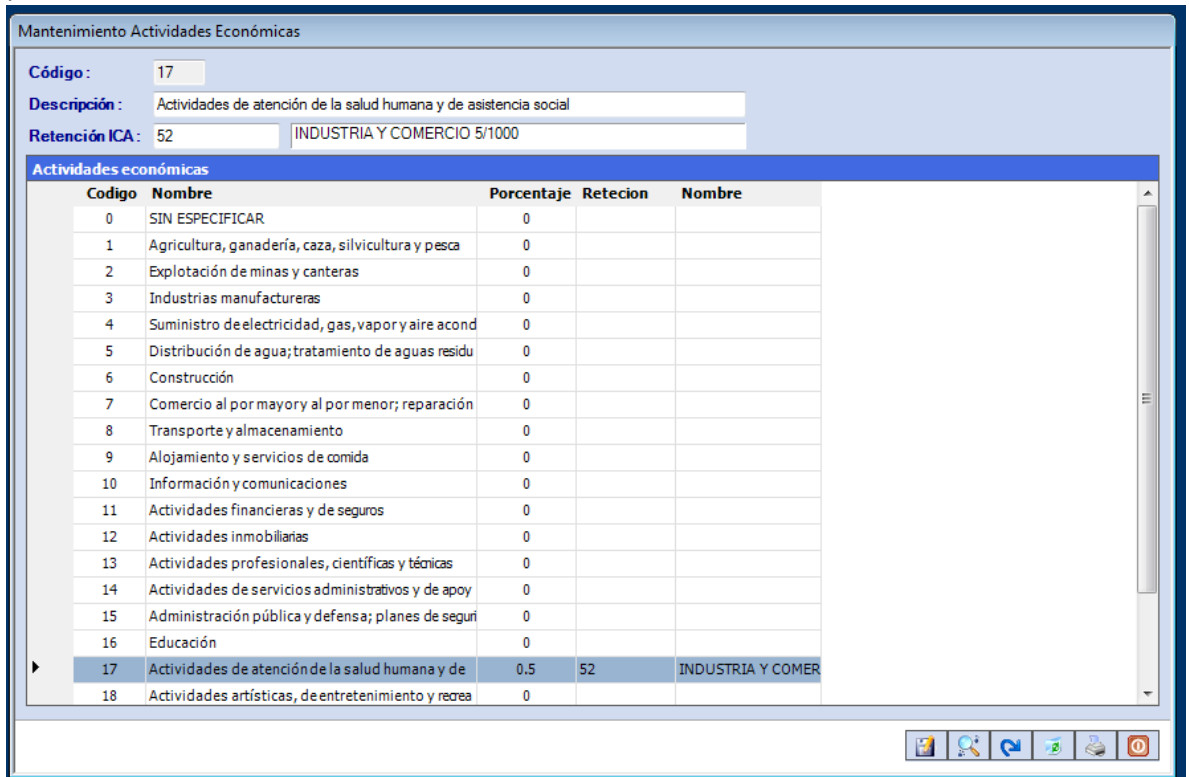 Mantenimiento Actividades Económicas
Código : 17
Descripción : Actividades de atención de la salud humana y de asistencia social
Retención ICA : 52 INDUSTRIA Y COMERCIO 5/1000
Actividades económicas
Codigo Nombre Porcentaje Retecion Nombre
0 SIN ESPECIFICAR 0
1 Agricultura, ganadería, caza, silvicultura y pesca 0
2 Explotación de minas y canteras 0
3 Industrias manufactureras 0
4 Suministro de electricidad, gas, vapor y aire acond 0
5 Distribución de agua; tratamiento de aguas residu 0
6 Construcción 0
7 Comercio al por mayor y al por menor; reparación 0
8 Transporte y almacenamiento 0
9 Alojamiento y servicios de comida 0
10 Información y comunicaciones 0
11 Actividades financieras y de seguros 0
12 Actividades inmobiliarias 0
13 Actividades profesionales, científicas y técnicas 0
14 Actividades de servicios administrativos y de apoy 0
15 Administración pública y defensa; planes de seguri 0
16 Educación 0
17 Actividades de atención de la salud humana y de 0.5 52 INDUSTRIA Y COMER
18 Actividades artísticas, de entretenimiento y recrea 0